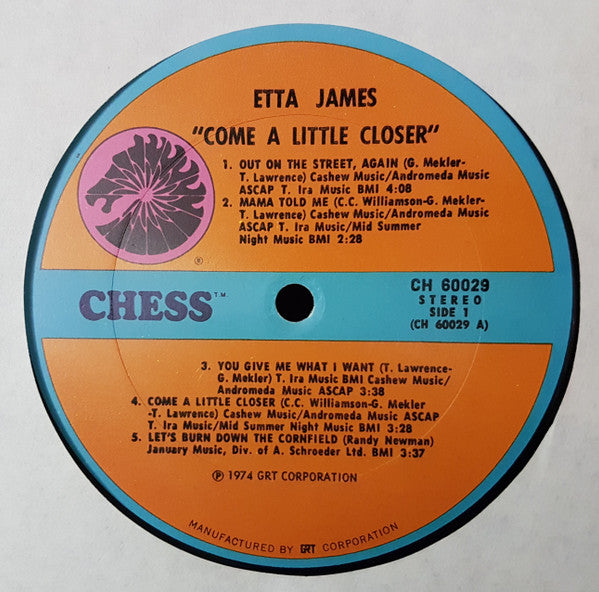 ETTA JAMES
"COME A LITTLE CLOSER"
1. OUT ON THE STREET, AGAIN (G. Mekler-
T. Lawrence) Cashew Music/Andromeda Music
ASCAP T. Ira Music BMI 4:08
2. MAMA TOLD ME (C.C. Williamson-G. Mekler-
T. Lawrence) Cashew Music/Andromeda Music
ASCAP T. Ira Music/Mid Summer
Night Music BMI 2:28
®
CHESS™
CH 60029
STEREO
SIDE 1
(CH 60029 A)
3. YOU GIVE ME WHAT I WANT (T. Lawrence-
G. Mekler) T. Ira Music BMI Cashew Music/
Andromeda Music ASCAP 3:38
4. COME A LITTLE CLOSER (C.C. Williamson-G. Mekler
-T. Lawrence) Cashew Music/Andromeda Music ASCAP
T. Ira Music/Mid Summer Night Music BMI 3:28
5. LET'S BURN DOWN THE CORNFIELD (Randy Newman)
January Music, Div. of A. Schroeder Ltd. BMI 3:37
℗ 1974 GRT CORPORATION
MANUFACTURED BY GRT CORPORATION